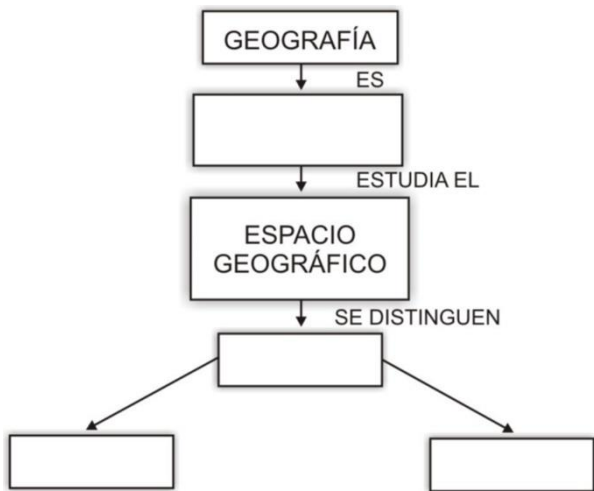 GEOGRAFÍA
ES
ESTUDIA EL
ESPACIO
GEOGRÁFICO
SE DISTINGUEN